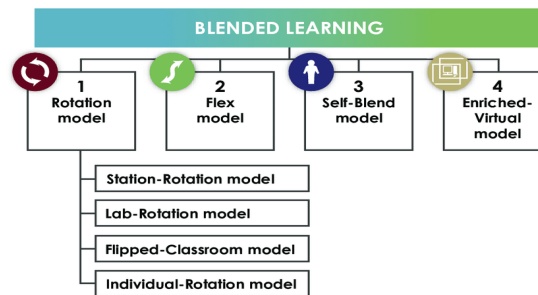 BLENDED LEARNING
1
Rotation
model
2
Flex
model
3
Self-Blend
model
4
Enriched-
Virtual
model
Station-Rotation model
Lab-Rotation model
Flipped-Classroom model
Individual-Rotation model